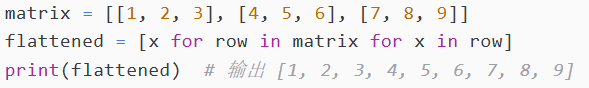 matrix = [[1, 2, 3], [4, 5, 6], [7, 8, 9]]
flattened = [x for row in matrix for x in row]
print(flattened)  # 输出 [1, 2, 3, 4, 5, 6, 7, 8, 9]